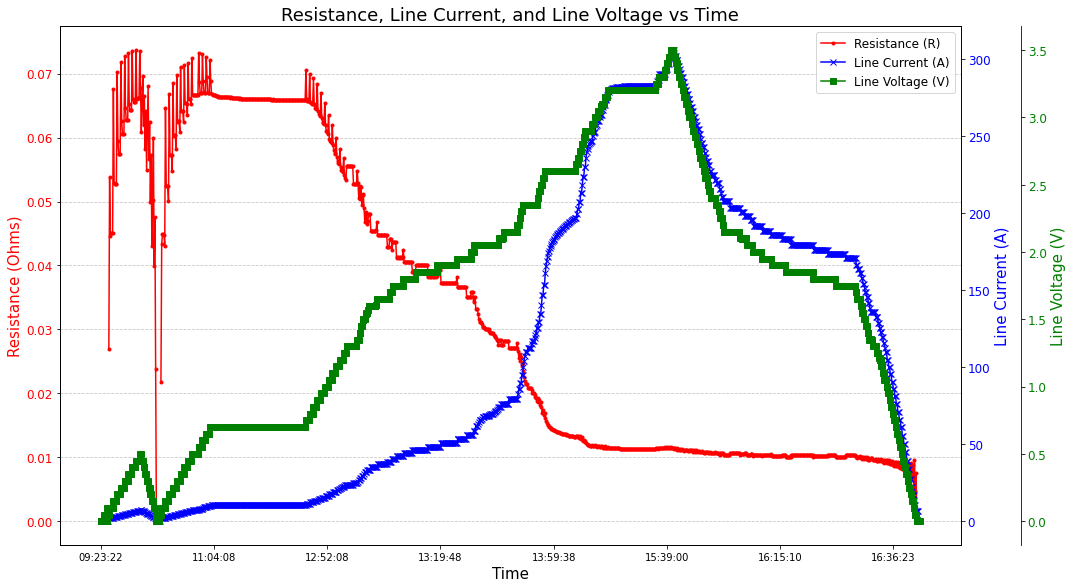 Resistance, Line Current, and Line Voltage vs Time
Resistance (R)
Line Current (A)
Line Voltage (V)
Resistance (Ohms)
0.07
0.06
0.05
0.04
0.03
0.02
0.01
0.00
Line Current (A)
300
250
200
150
100
50
0
Line Voltage (V)
3.5
3.0
2.5
2.0
1.5
1.0
0.5
0.0
09:23:22 11:04:08 12:52:08 13:19:48 13:59:38 15:39:00 16:15:10 16:36:23
Time